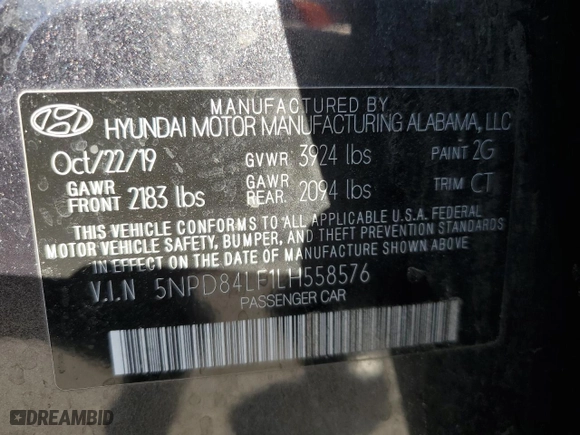 MANUFACTURED BY
HYUNDAI MOTOR MANUFACTURING ALABAMA, LLC
Oct/22/19 GVWR 3924 lbs PAINT 2G
GAWR FRONT 2183 lbs GAWR REAR. 2094 lbs TRIM CT
THIS VEHICLE CONFORMS TO ALL APPLICABLE U.S.A. FEDERAL
MOTOR VEHICLE SAFETY, BUMPER, AND THEFT PREVENTION STANDARDS
IN EFFECT ON THE DATE OF MANUFACTURE SHOWN ABOVE.
V.I.N 5NPD84LF1LH558576
PASSENGER CAR
DREAMBID